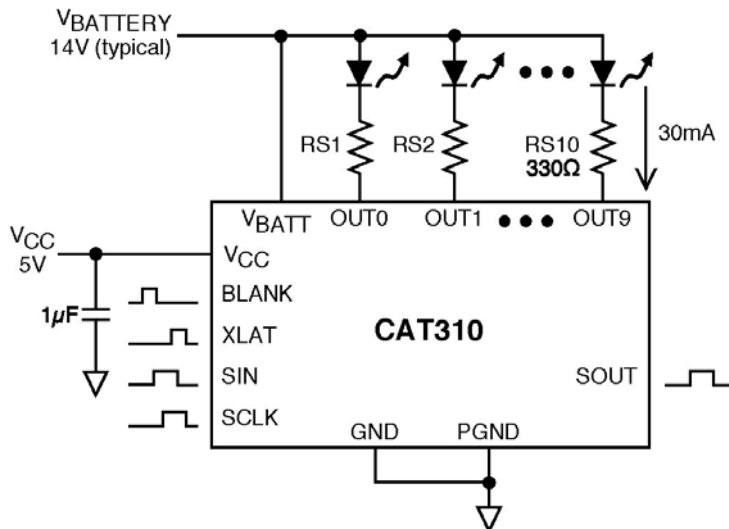 VBATTERY
14V (typical)
RS1
RS2
RS10
330Ω
30mA
VBATT
OUT0
OUT1
OUT9
VCC
5V
VCC
1µF
BLANK
XLAT
SIN
SCLK
CAT310
SOUT
GND
PGND